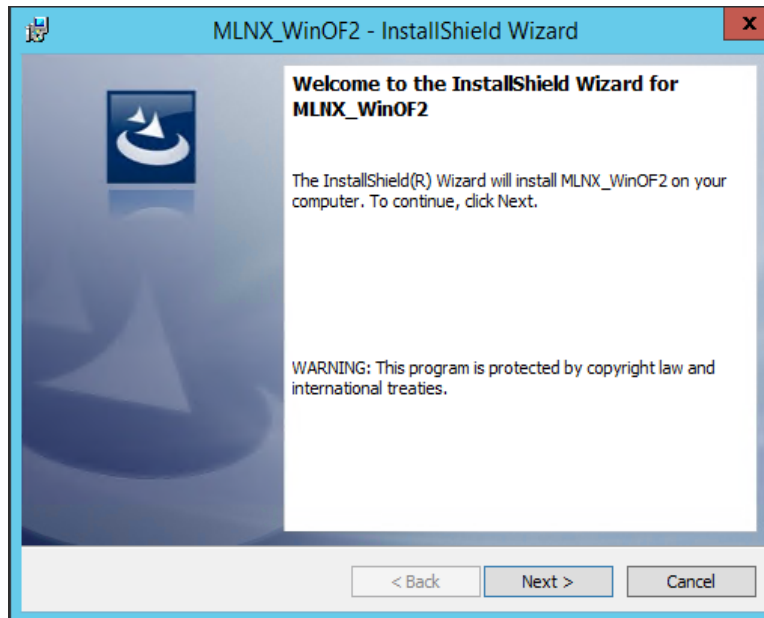 MLNX_WinOF2 - InstallShield Wizard
x
Welcome to the InstallShield Wizard for
MLNX_WinOF2
The InstallShield(R) Wizard will install MLNX_WinOF2 on your
computer. To continue, click Next.
WARNING: This program is protected by copyright law and
international treaties.
< Back
Next >
Cancel